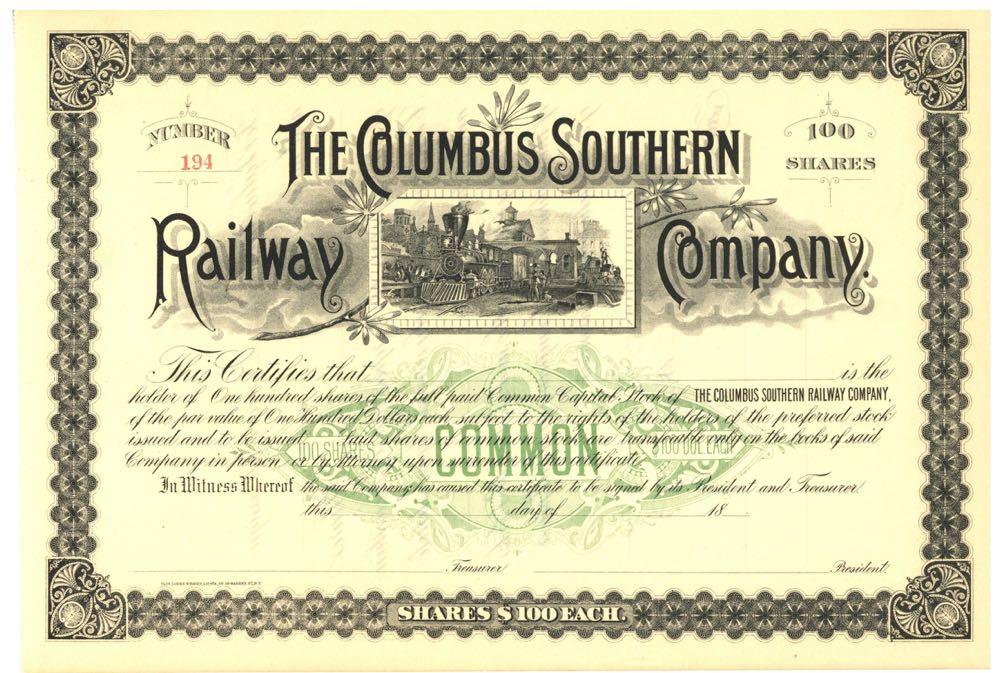 NUMBER
194
THE COLUMBUS SOUTHERN
100
SHARES
Railway
Company.
This Certifies that is the
holder of One hundred shares of the full paid Common Capital Stock of THE COLUMBUS SOUTHERN RAILWAY COMPANY,
of the par value of One Hundred Dollars each subject to the rights of the holders of the preferred stock
issued and to be issued. Said shares of common stock are transferable only on the books of said
Company in person or by Attorney upon surrender of this certificate.
100 SHARES
COMMON
$100.00 EACH
In Witness Whereof the said Company has caused this certificate to be signed by its President and Treasurer
this day of 18
Treasurer
President.
SHARES $100 EACH.